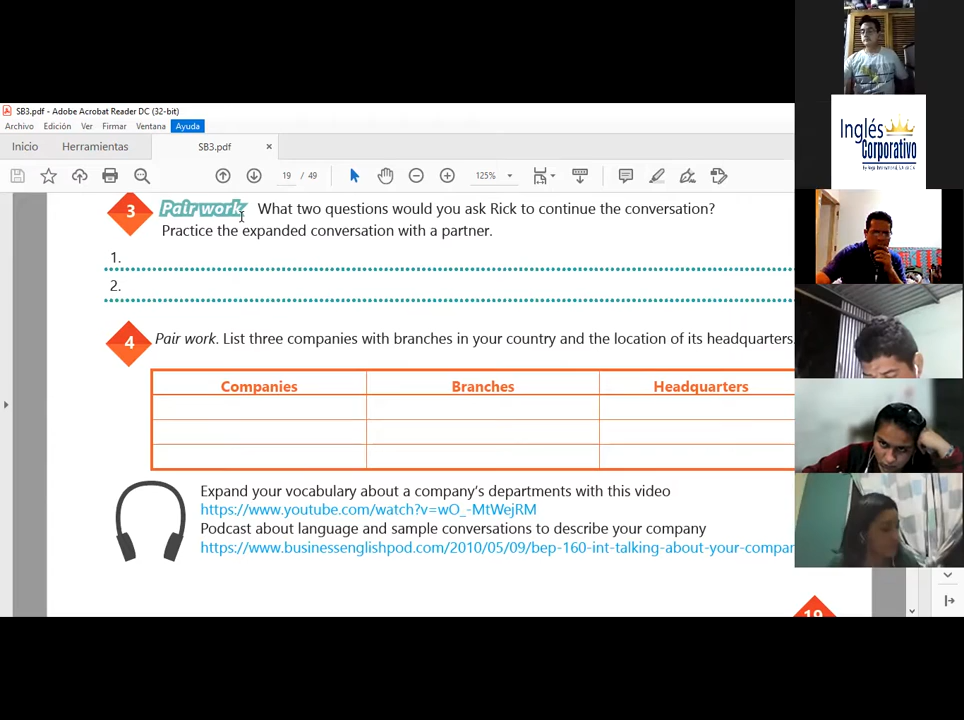 SB3.pdf - Adobe Acrobat Reader DC (32-bit)
Archivo Edición Ver Firmar Ventana Ayuda
Inicio Herramientas SB3.pdf ×
19 / 49 125%
3 Pair work What two questions would you ask Rick to continue the conversation?
Practice the expanded conversation with a partner.
1.
2.
4 Pair work. List three companies with branches in your country and the location of its headquarters.
Companies Branches Headquarters
Expand your vocabulary about a company's departments with this video
https://www.youtube.com/watch?v=wO_-MtWejRM
Podcast about language and sample conversations to describe your company
https://www.businessenglishpod.com/2010/05/09/bep-160-int-talking-about-your-compan
19
Inglés
Corporativo